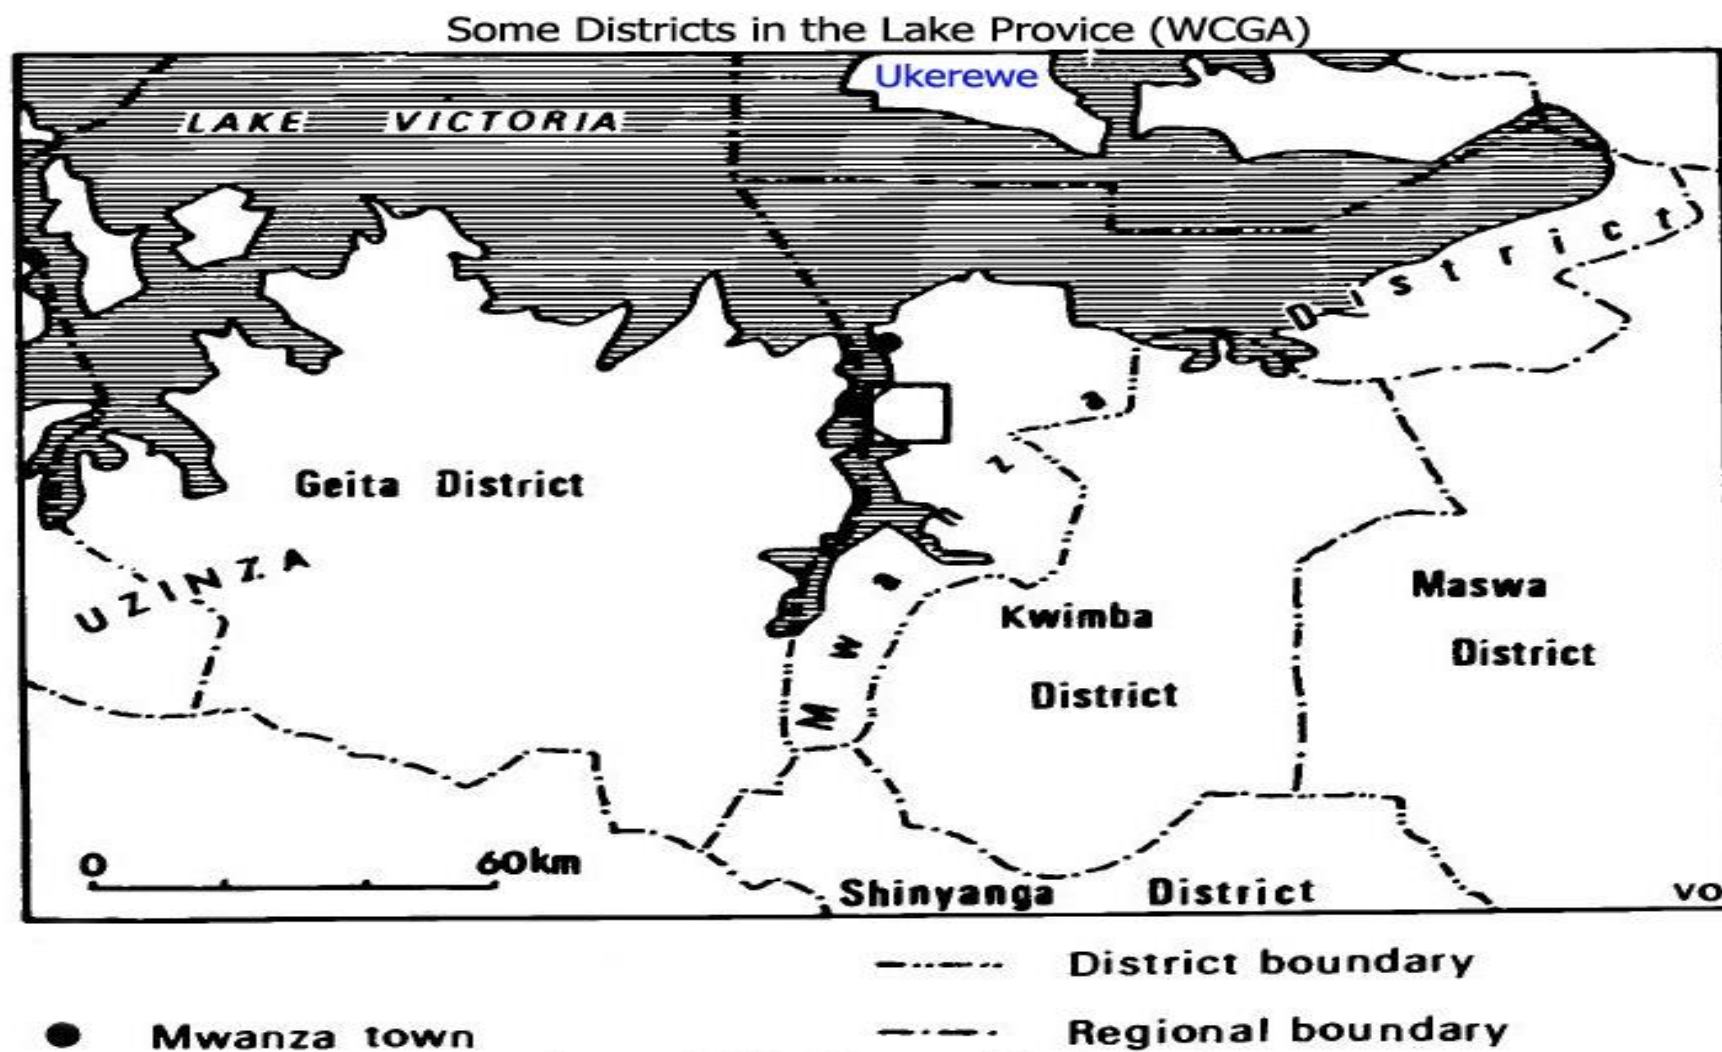 Some Districts in the Lake Provice (WCGA)
Ukerewe
LAKE VICTORIA
District
Geita District
UZINZA
Mwanza
Kwimba
District
Maswa
District
0 60km
Shinyanga District
VO
District boundary
Mwanza town
Regional boundary